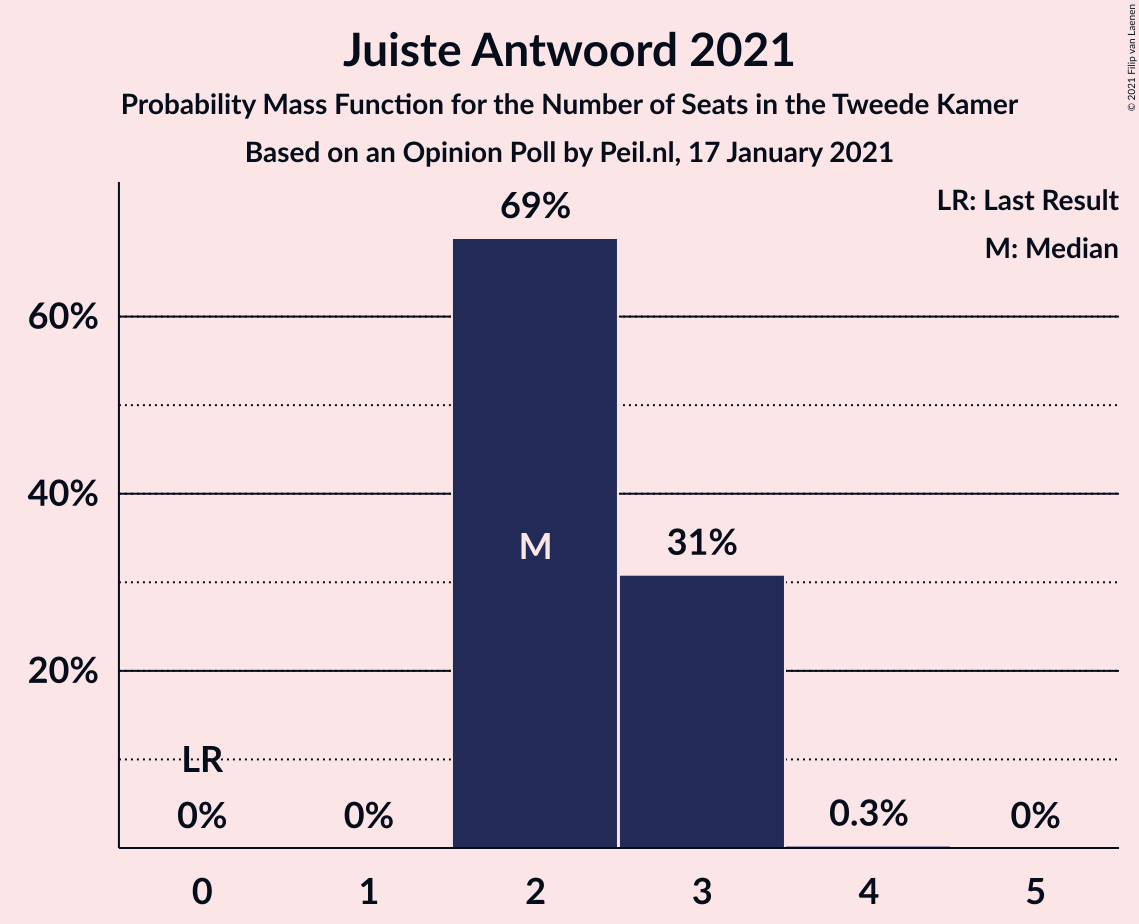 Juiste Antwoord 2021
Probability Mass Function for the Number of Seats in the Tweede Kamer
Based on an Opinion Poll by Peil.nl, 17 January 2021
© 2021 Filip van Laenen
LR: Last Result
M: Median
69%
60%
40%
31%
M
20%
LR
0%
0%
0.3%
0%
0
1
2
3
4
5